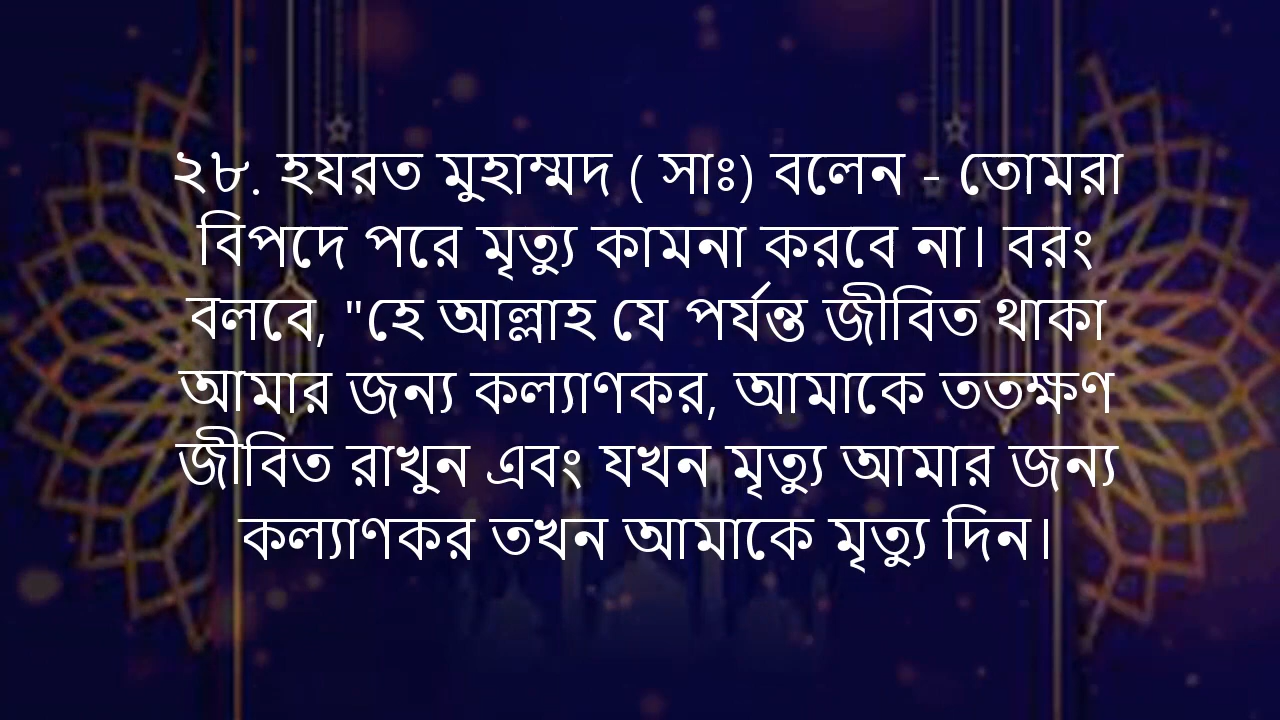 ২৮. হযরত মুহাম্মদ ( সাঃ) বলেন - তোমরা
বিপদে পরে মৃত্যু কামনা করবে না। বরং
বলবে, "হে আল্লাহ যে পর্যন্ত জীবিত থাকা
আমার জন্য কল্যাণকর, আমাকে ততক্ষণ
জীবিত রাখুন এবং যখন মৃত্যু আমার জন্য
কল্যাণকর তখন আমাকে মৃত্যু দিন।